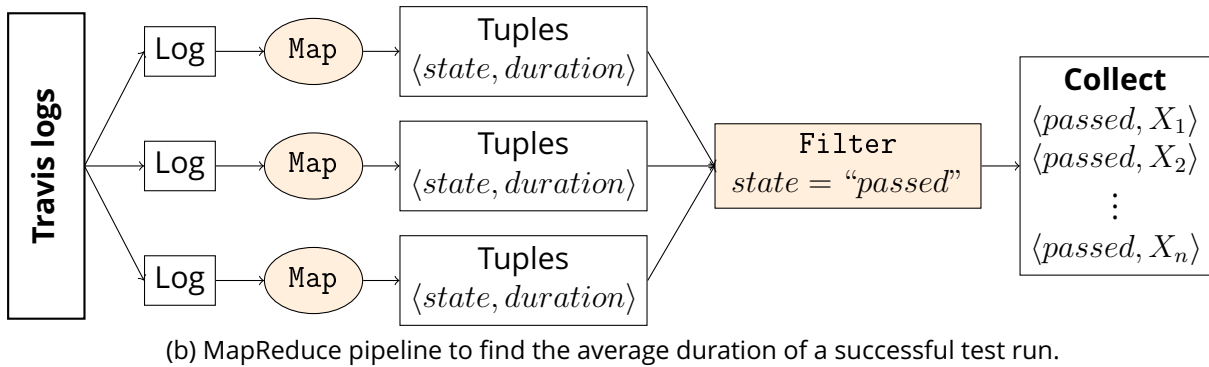 Travis logs
Log
Map
Tuples
⟨state, duration⟩
Log
Map
Tuples
⟨state, duration⟩
Log
Map
Tuples
⟨state, duration⟩
Filter
state = “passed”
Collect
⟨passed, X₁⟩
⟨passed, X₂⟩
⋮
⟨passed, Xₙ⟩
(b) MapReduce pipeline to find the average duration of a successful test run.